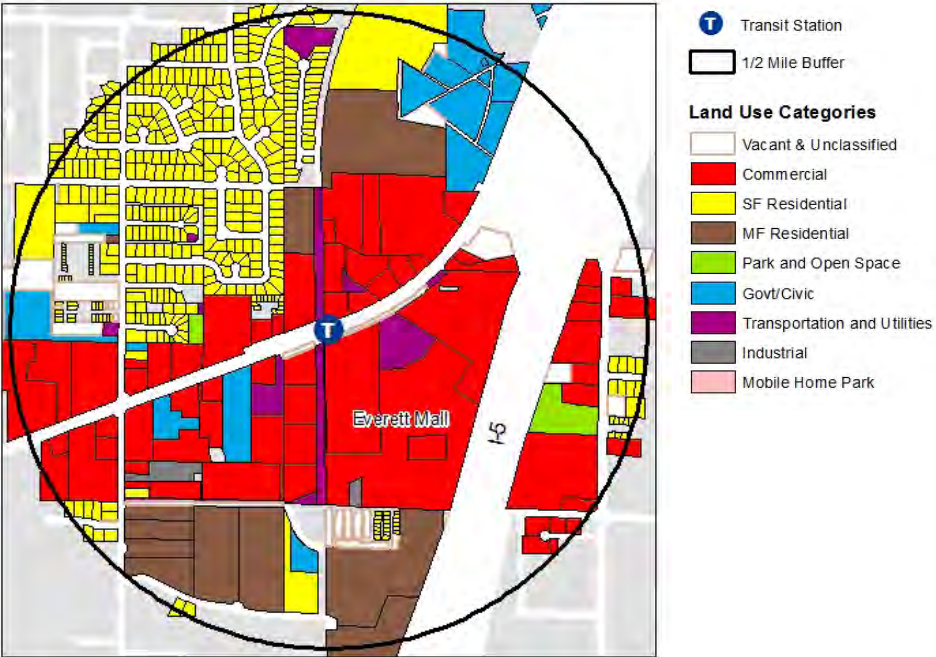 T
Everett Mall
I-5
T Transit Station
1/2 Mile Buffer
Land Use Categories
Vacant & Unclassified
Commercial
SF Residential
MF Residential
Park and Open Space
Govt/Civic
Transportation and Utilities
Industrial
Mobile Home Park